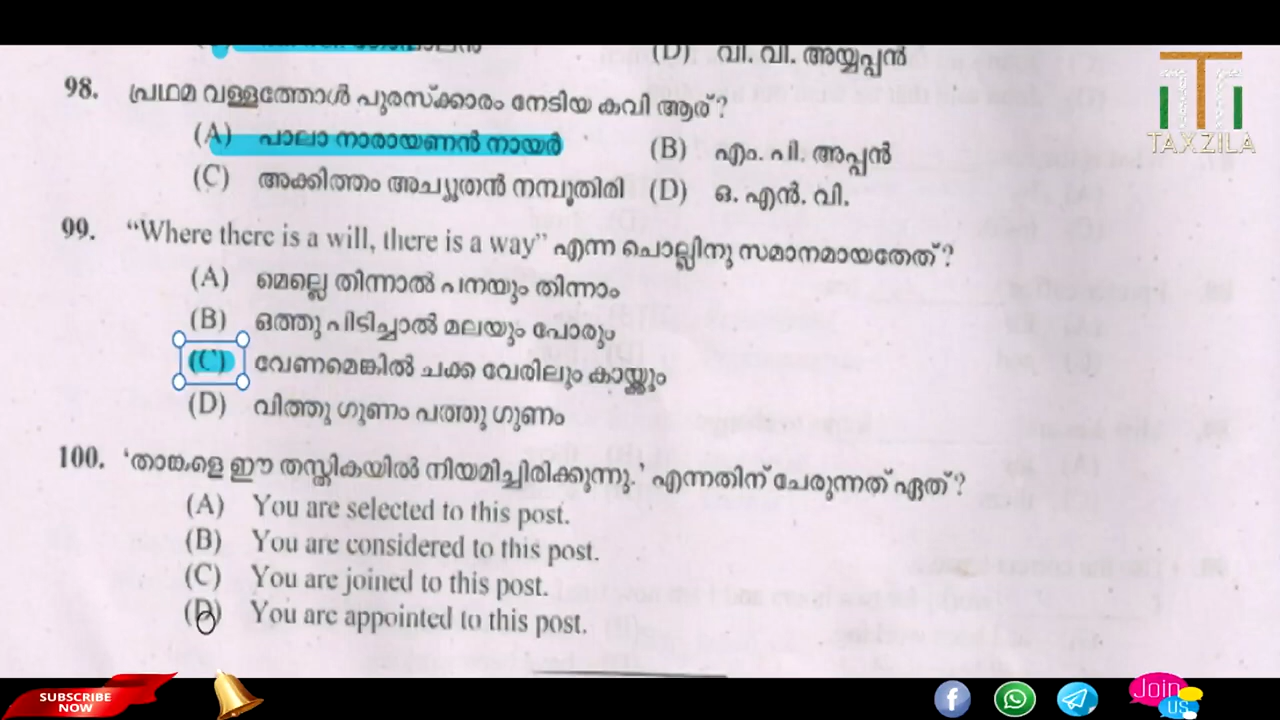 (D) വി. വി. അയ്യപ്പൻ
98. പ്രഥമ വള്ളത്തോൾ പുരസ്ക്കാരം നേടിയ കവി ആര് ?
(A) പാലാ നാരായണൻ നായർ (B) എം. പി. അപ്പൻ
(C) അക്കിത്തം അച്യുതൻ നമ്പൂതിരി (D) ഒ. എൻ. വി.
99. “Where there is a will, there is a way” എന്ന ചൊല്ലിനു സമാനമായതേത് ?
(A) മെല്ലെ തിന്നാൽ പനയും തിന്നാം
(B) ഒത്തു പിടിച്ചാൽ മലയും പോരും
(C) വേണമെങ്കിൽ ചക്ക വേരിലും കായ്ക്കും
(D) വിത്തു ഗുണം പത്തു ഗുണം
100. ‘താങ്കളെ ഈ തസ്തികയിൽ നിയമിച്ചിരിക്കുന്നു.’ എന്നതിന് ചേരുന്നത് ഏത് ?
(A) You are selected to this post.
(B) You are considered to this post.
(C) You are joined to this post.
(D) You are appointed to this post.
TAXZILA
SUBSCRIBE
NOW
Join
us